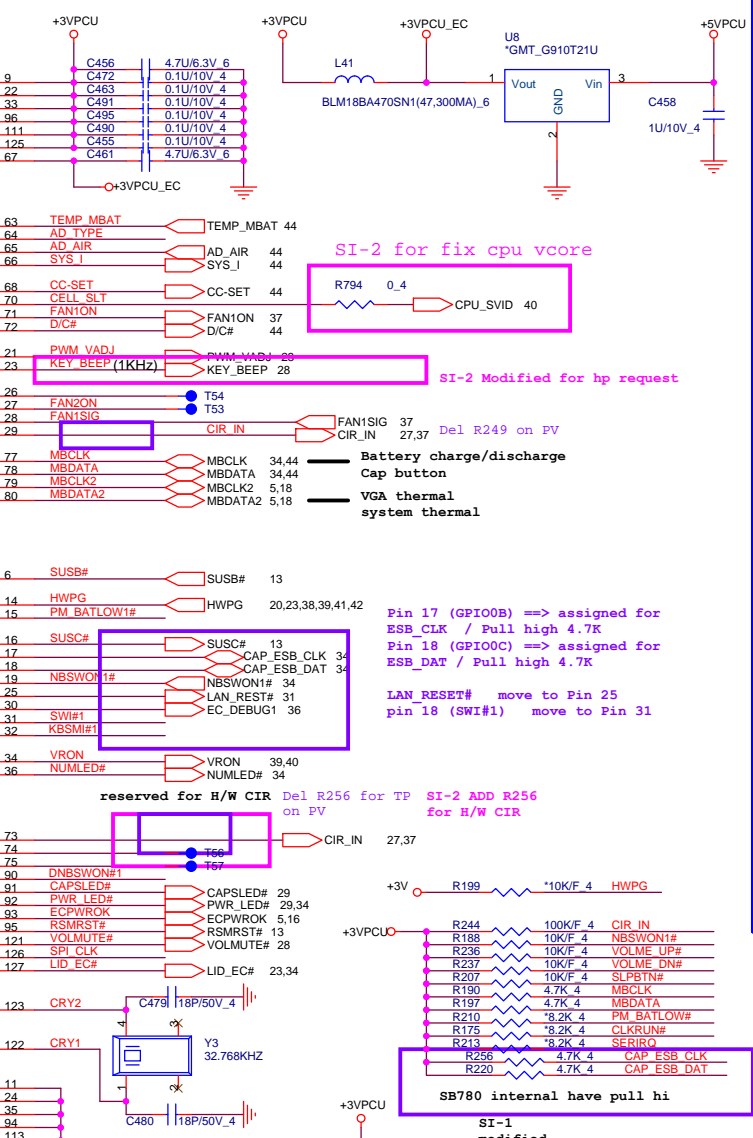 +3VPCU +3VPCU +3VPCU_EC +5VPCU
U8
*GMT_G910T21U
9 C456 4.7U/6.3V_6
22 C472 0.1U/10V_4
33 C463 0.1U/10V_4
96 C491 0.1U/10V_4
111 C495 0.1U/10V_4
125 C490 0.1U/10V_4
67 C455 0.1U/10V_4
C461 4.7U/6.3V_6
+3VPCU_EC
L41
BLM18BA470SN1(47,300MA)_6
1 Vout Vin 3
GND
2
C458
1U/10V_4
63 TEMP_MBAT TEMP_MBAT 44
64 AD_TYPE
65 AD_AIR AD_AIR 44
66 SYS_I SYS_I 44
SI-2 for fix cpu vcore
68 CC-SET CC-SET 44
70 CELL_SLT R794 0_4 CPU_SVID 40
71 FAN1ON FAN1ON 37
72 D/C# D/C# 44
21 PWM_VADJ PWM_VADJ 23
23 KEY_BEEP (1KHz) KEY_BEEP 28
SI-2 Modified for hp request
26 T54
27 FAN2ON T53
28 FAN1SIG FAN1SIG 37
29 CIR_IN CIR_IN 27,37 Del R249 on PV
77 MBCLK MBCLK 34,44 Battery charge/discharge
78 MBDATA MBDATA 34,44 Cap button
79 MBCLK2 MBCLK2 5,18
80 MBDATA2 MBDATA2 5,18 VGA thermal
system thermal
6 SUSB# SUSB# 13
14 HWPG HWPG 20,23,38,39,41,42
15 PM_BATLOW1#
Pin 17 (GPIO0B) ==> assigned for
ESB_CLK / Pull high 4.7K
Pin 18 (GPIO0C) ==> assigned for
ESB_DAT / Pull high 4.7K
LAN_RESET# move to Pin 25
pin 18 (SWI#1) move to Pin 31
16 SUSC# SUSC# 13
17 CAP_ESB_CLK 34
18 CAP_ESB_DAT 34
19 NBSWON1# NBSWON1# 34
25 LAN_REST# 31
30 EC_DEBUG1 36
31 SWI#1
32 KBSMI#1
34 VRON VRON 39,40
36 NUMLED# NUMLED# 34
reserved for H/W CIR Del R256 for TP
on PV
SI-2 ADD R256
for H/W CIR
73 CIR_IN 27,37
74 T56
75 T57
90 DNBSWON#1
91 CAPSLED# CAPSLED# 29
92 PWR_LED# PWR_LED# 29,34
93 ECPWROK ECPWROK 5,16
95 RSMRST# RSMRST# 13
121 VOLMUTE# VOLMUTE# 28
126 SPI_CLK
127 LID_EC# LID_EC# 23,34
+3V R199 *10K/F_4 HWPG
+3VPCU
R244 100K/F_4 CIR_IN
R188 10K/F_4 NBSWON1#
R236 10K/F_4 VOLME_UP#
R237 10K/F_4 VOLME_DN#
R207 10K/F_4 SLPBTN#
R190 4.7K_4 MBCLK
R197 4.7K_4 MBDATA
R210 *8.2K_4 PM_BATLOW#
R175 *8.2K_4 CLKRUN#
R213 *8.2K_4 SERIRQ
R256 4.7K_4 CAP_ESB_CLK
R220 4.7K_4 CAP_ESB_DAT
SB780 internal have pull hi
SI-1
modified
123 CRY2 C479 18P/50V_4
4 3
Y3
32.768KHZ
122 CRY1
1 2
C480 18P/50V_4
+3VPCU
11
24
35
94
113